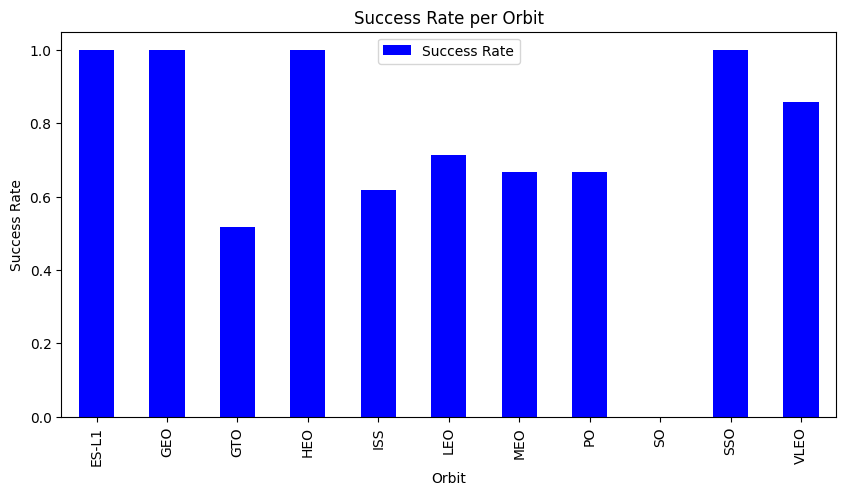 Success Rate per Orbit
Success Rate
1.0
0.8
0.6
0.4
0.2
0.0
Success Rate
ES-L1
GEO
GTO
HEO
ISS
LEO
MEO
PO
SO
SSO
VLEO
Orbit